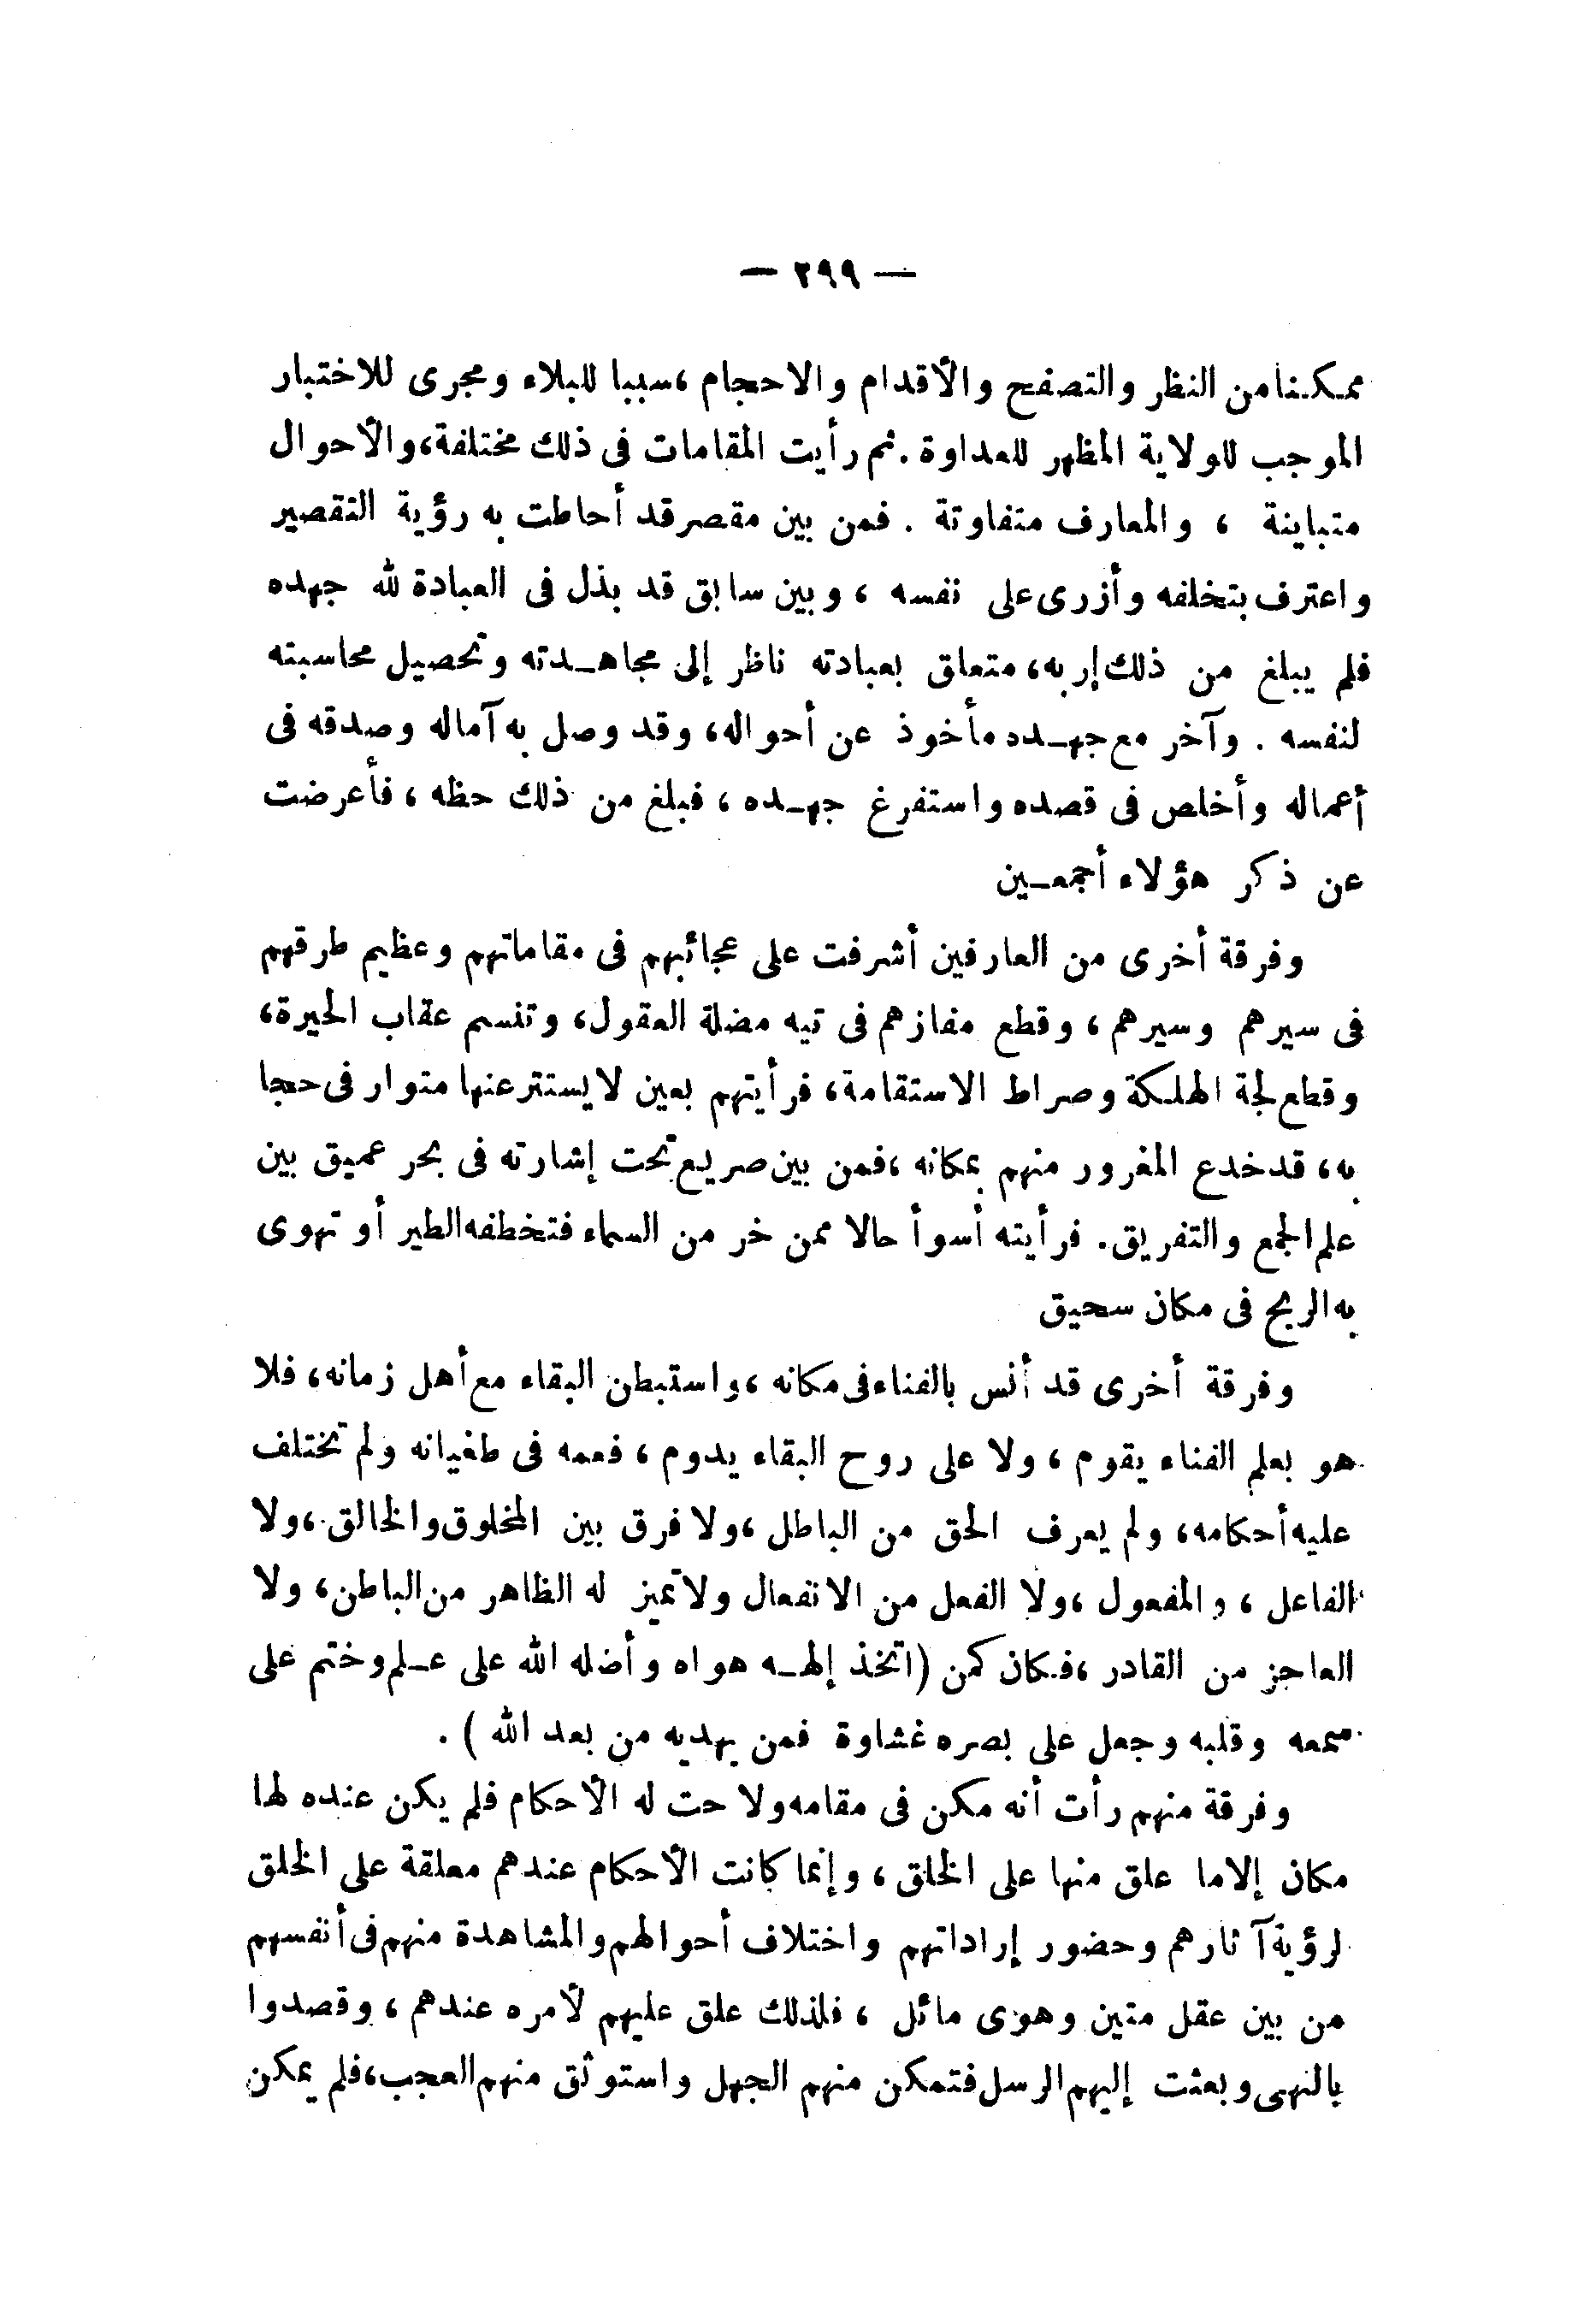 — ٢٩٩ —
ممكنا من النظر والتصفح والأقدام والاحجام ، سببا للبلاء ومجرى للاختبار
الموجب للولاية المظهر للعداوة . ثم رأيت المقامات فى ذلك مختلفة، والأحوال
متباينة ، والمعارف متفاوتة . فمن بين مقصر قد أحاطت به رؤية التقصير
واعترف بتخلفه وأزرى على نفسه ، وبين سابق قد بذل فى العبادة لله جهده
فلم يبلغ من ذلك إربه، متعلق بعبادته ناظر إلى مجاهدته وتحصيل محاسبته
لنفسه . وآخر مع جهده مأخوذ عن أحواله، وقد وصل به آماله وصدقه فى
أعماله وأخلص فى قصده واستفرغ جهده ، فبلغ من ذلك حظه ، فأعرضت
عن ذكر هؤلاء أجمعين
وفرقة أخرى من العارفين أشرفت على عجائبهم فى مقاماتهم وعظيم طرقهم
فى سيرهم وسيرهم ، وقطع مفازهم فى تيه مضلة العقول، وتنسم عقاب الحيرة،
وقطع لجة الهلكة وصراط الاستقامة، فرأيتهم بعين لا يستتر عنها متوار فى حجا
به، قد خدع المغرور منهم بمكانه ، فمن بين صريع تحت إشارته فى بحر عميق بين
علم الجمع والتفريق. فرأيته أسوأ حالا ممن خر من السماء فتخطفه الطير أو تهوى
به الريح فى مكان سحيق
وفرقة أخرى قد أنس بالفناء فى مكانه ، واستبطن البقاء مع أهل زمانه، فلا
هو بعلم الفناء يقوم ، ولا على روح البقاء يدوم ، فعمه فى طغيانه ولم تختلف
عليه أحكامه، ولم يعرف الحق من الباطل ، ولا فرق بين المخلوق والخالق ، ولا
الفاعل ، والمفعول ، ولا الفعل من الانفعال ولا تميز له الظاهر من الباطن، ولا
العاجز من القادر ، فكان كمن (اتخذ إلهه هواه وأضله الله على علم وختم على
سمعه وقلبه وجعل على بصره غشاوة فمن يهديه من بعد الله ) .
وفرقة منهم رأت أنه مكن فى مقامه ولا حت له الأحكام فلم يكن عنده لها
مكان إلا ما علق منها على الخلق ، وإنما كانت الأحكام عندهم معلقة على الخلق
لرؤية آثارهم وحضور إراداتهم واختلاف أحوالهم والمشاهدة منهم فى أنفسهم
من بين عقل متين وهوى مائل ، فلذلك علق عليهم لأمره عندهم ، وقصدوا
بالنهى وبعثت إليهم الرسل فتمكن منهم الجهل واستوثق منهم العجب، فلم يمكن